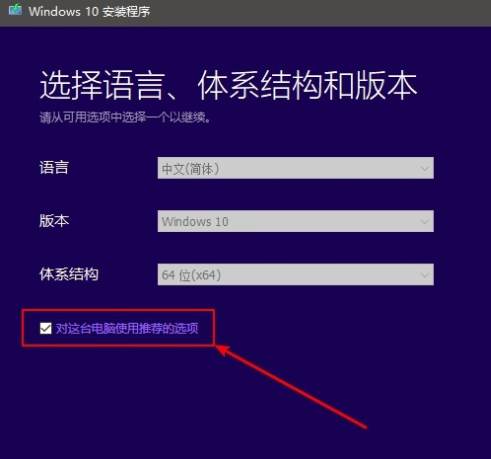 Windows 10 安装程序
选择语言、体系结构和版本
请从可用选项中选择一个以继续。
语言 中文(简体)
版本 Windows 10
体系结构 64 位(x64)
对这台电脑使用推荐的选项